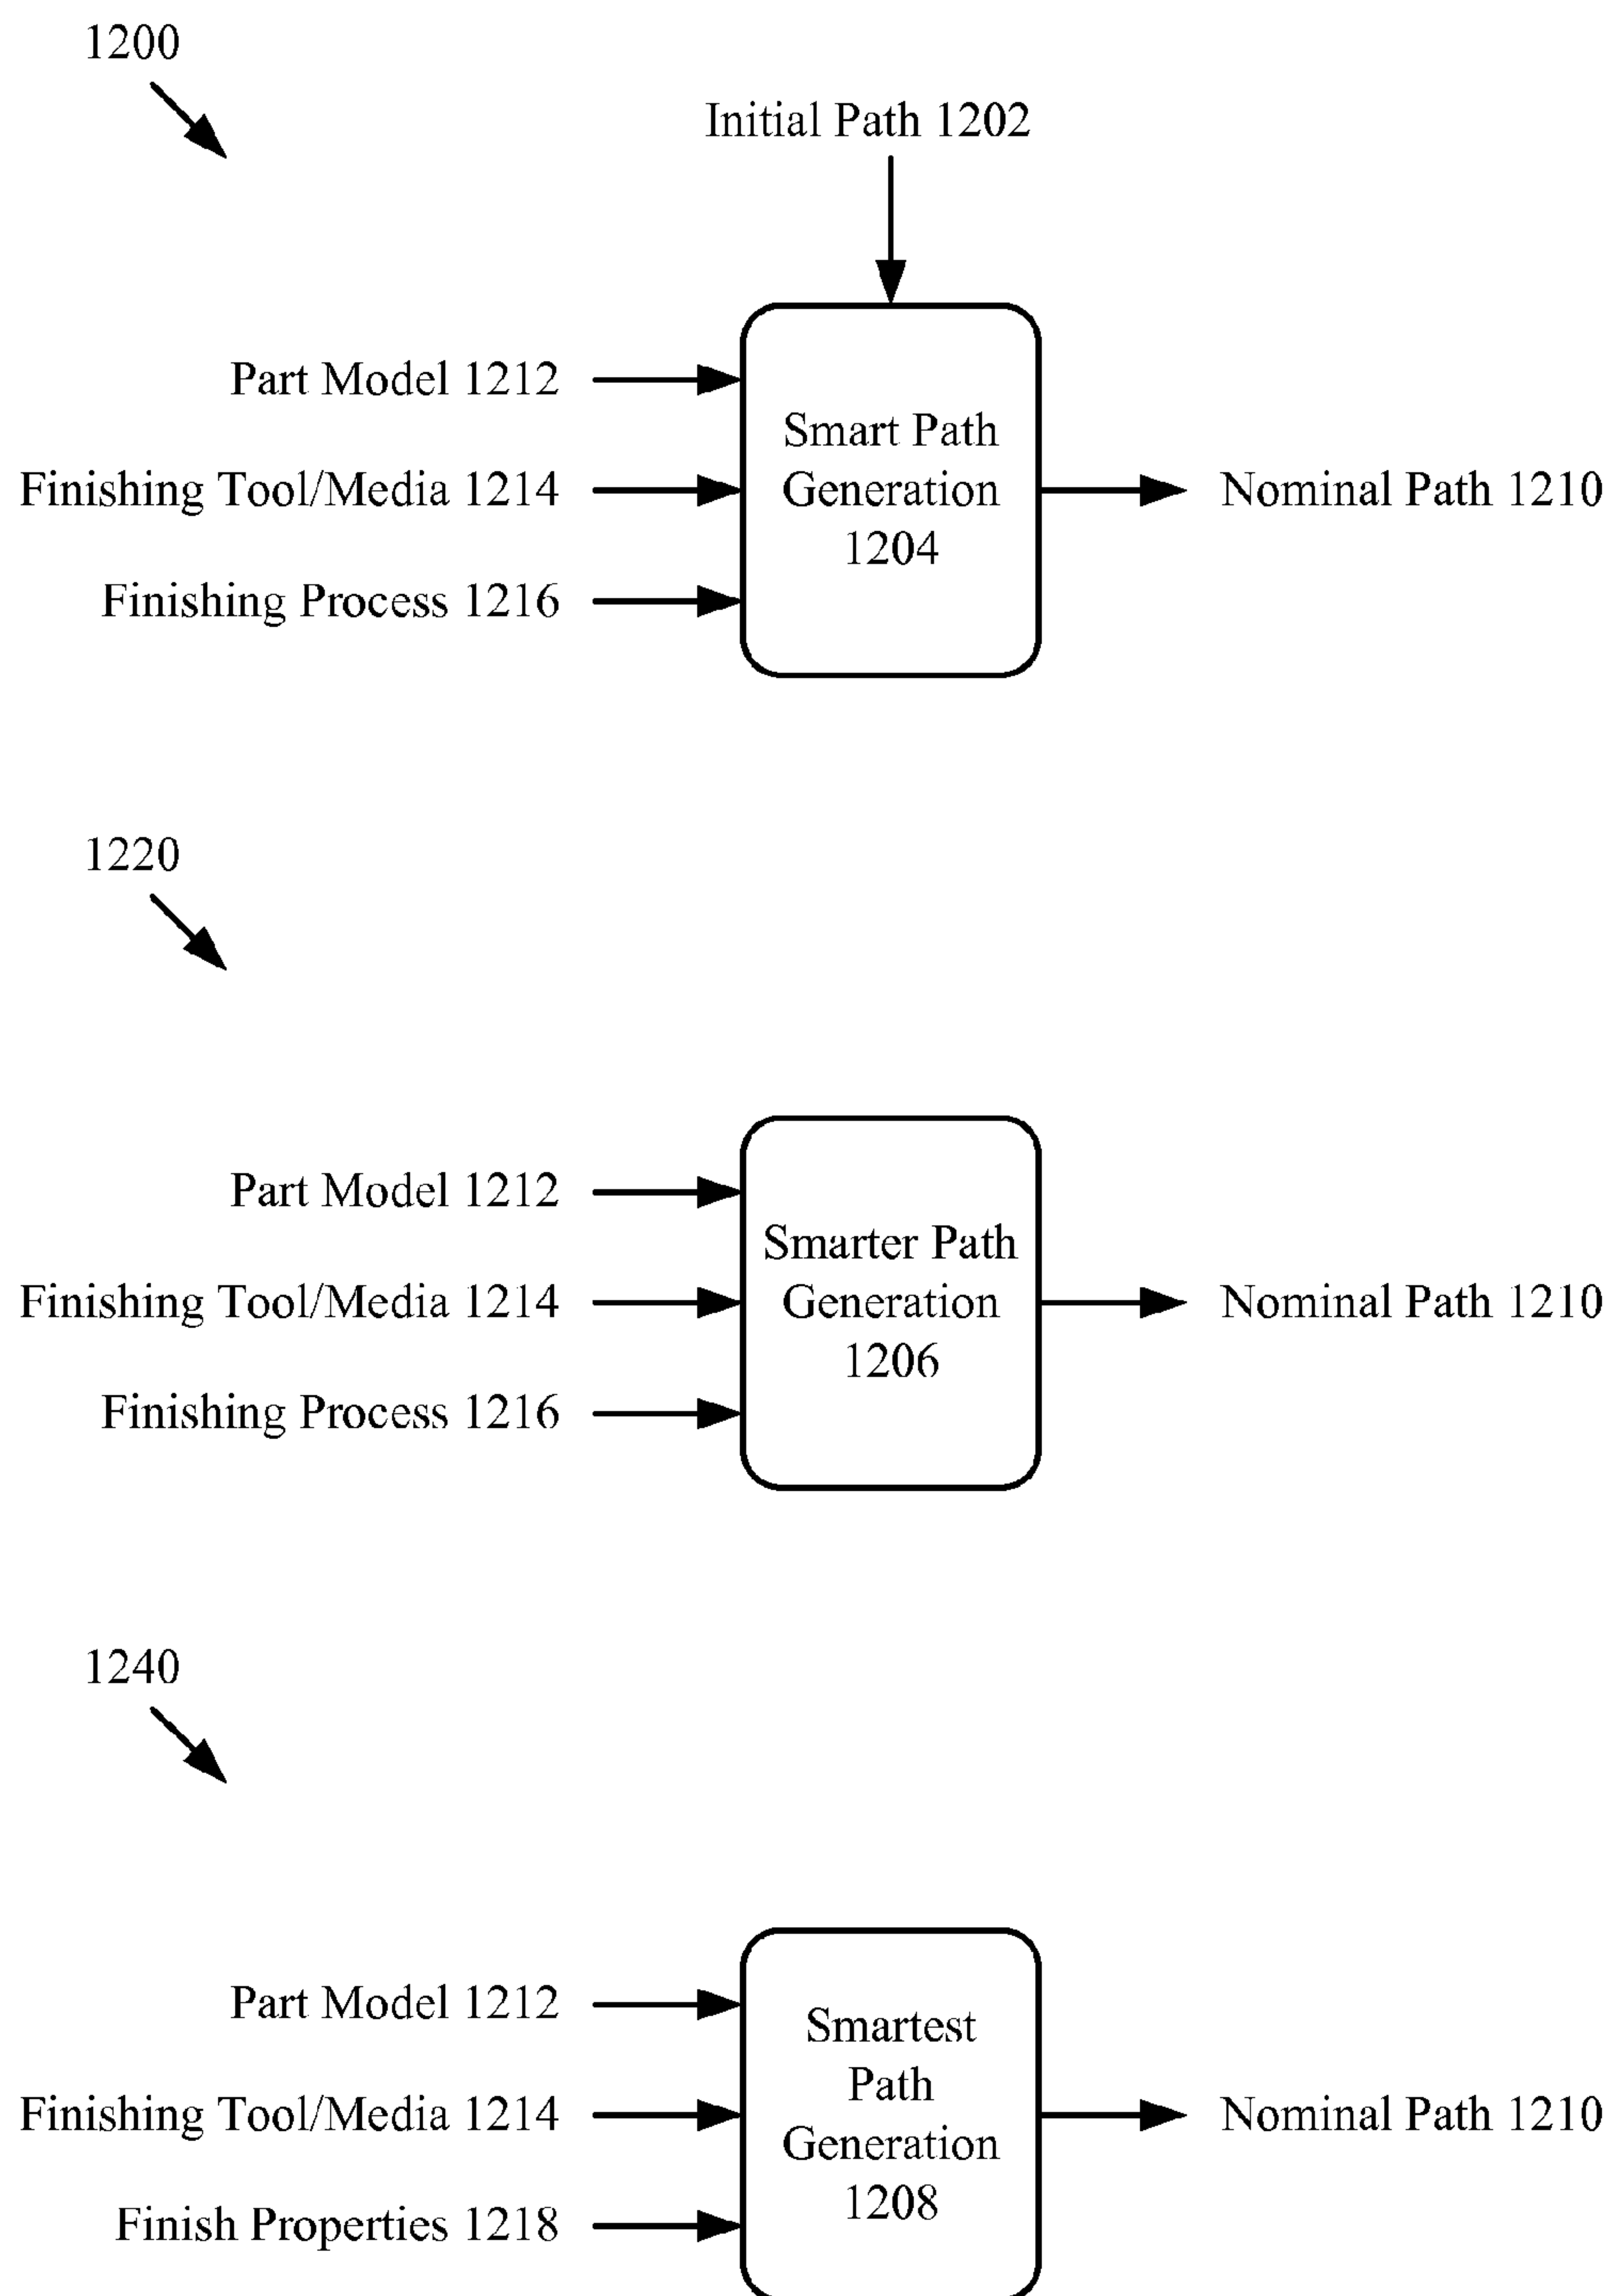 1200
Initial Path 1202
Part Model 1212
Finishing Tool/Media 1214
Finishing Process 1216
Smart Path
Generation
1204
Nominal Path 1210
1220
Part Model 1212
Finishing Tool/Media 1214
Finishing Process 1216
Smarter Path
Generation
1206
Nominal Path 1210
1240
Part Model 1212
Finishing Tool/Media 1214
Finish Properties 1218
Smartest
Path
Generation
1208
Nominal Path 1210